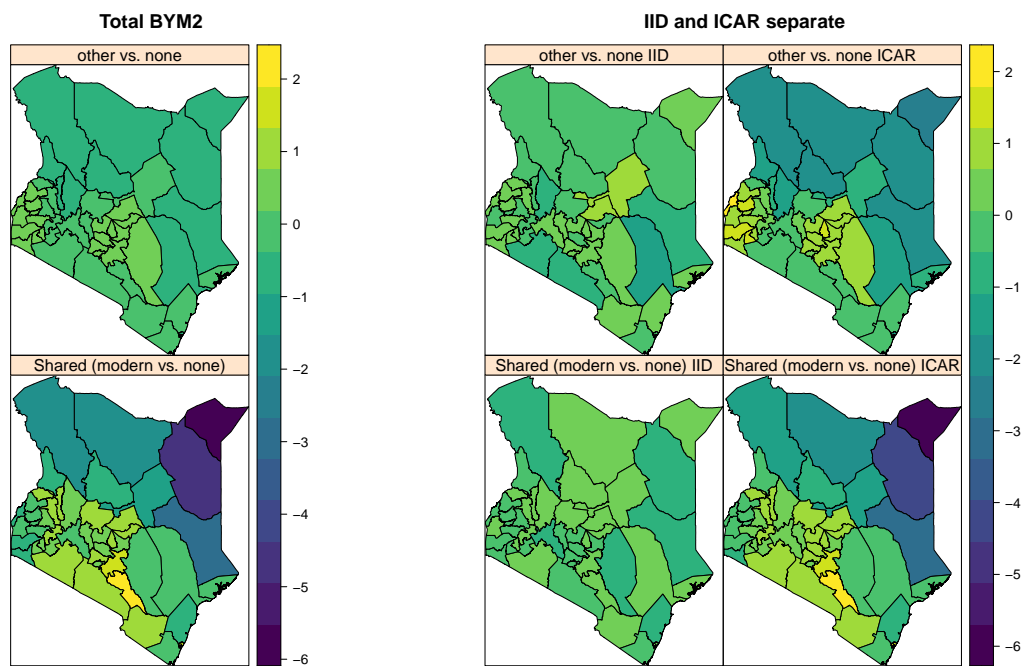 Total BYM2
IID and ICAR separate
other vs. none
Shared (modern vs. none)
2
1
0
−1
−2
−3
−4
−5
−6
other vs. none IID
other vs. none ICAR
Shared (modern vs. none) IID
Shared (modern vs. none) ICAR
2
1
0
−1
−2
−3
−4
−5
−6